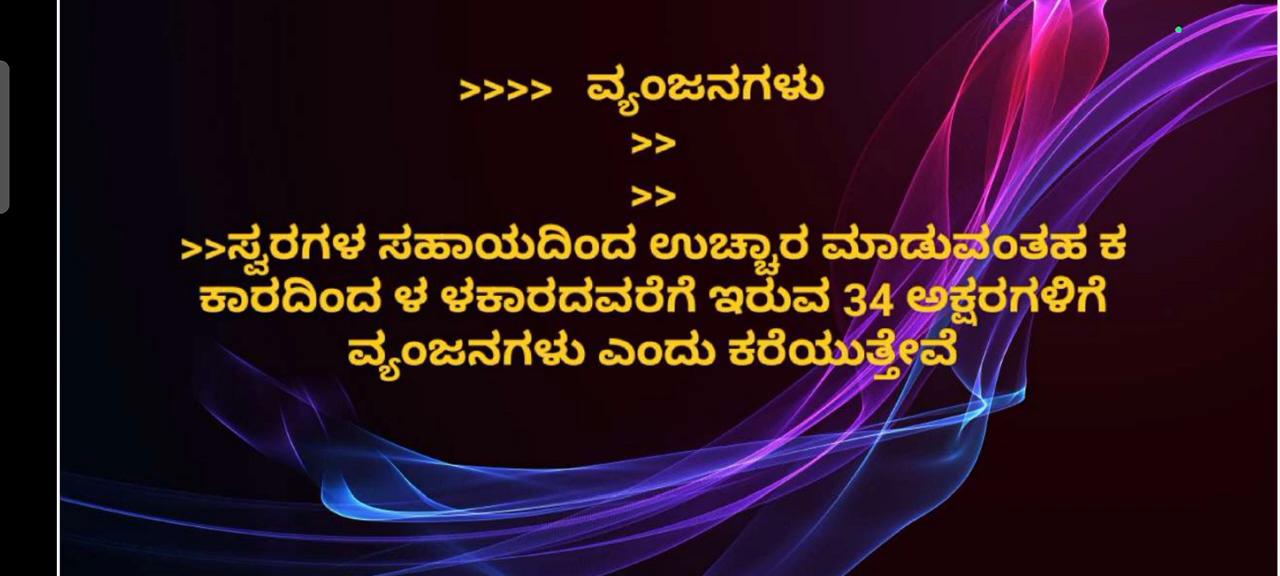 >>>> ವ್ಯಂಜನಗಳು
>>
>>
>>ಸ್ವರಗಳ ಸಹಾಯದಿಂದ ಉಚ್ಚಾರ ಮಾಡುವಂತಹ ಕ
ಕಾರದಿಂದ ಳ ಳಕಾರದವರೆಗೆ ಇರುವ 34 ಅಕ್ಷರಗಳಿಗೆ
ವ್ಯಂಜನಗಳು ಎಂದು ಕರೆಯುತ್ತೇವೆ